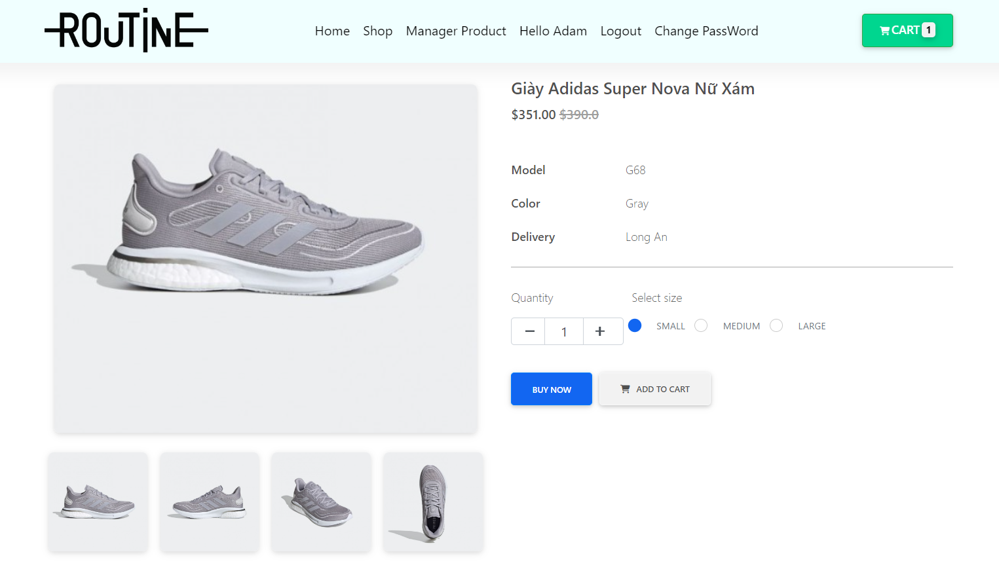 ROUTINE
Home Shop Manager Product Hello Adam Logout Change PassWord
CART 1
Giày Adidas Super Nova Nữ Xám
$351.00 $390.0
Model G68
Color Gray
Delivery Long An
Quantity Select size
− 1 + SMALL MEDIUM LARGE
BUY NOW ADD TO CART